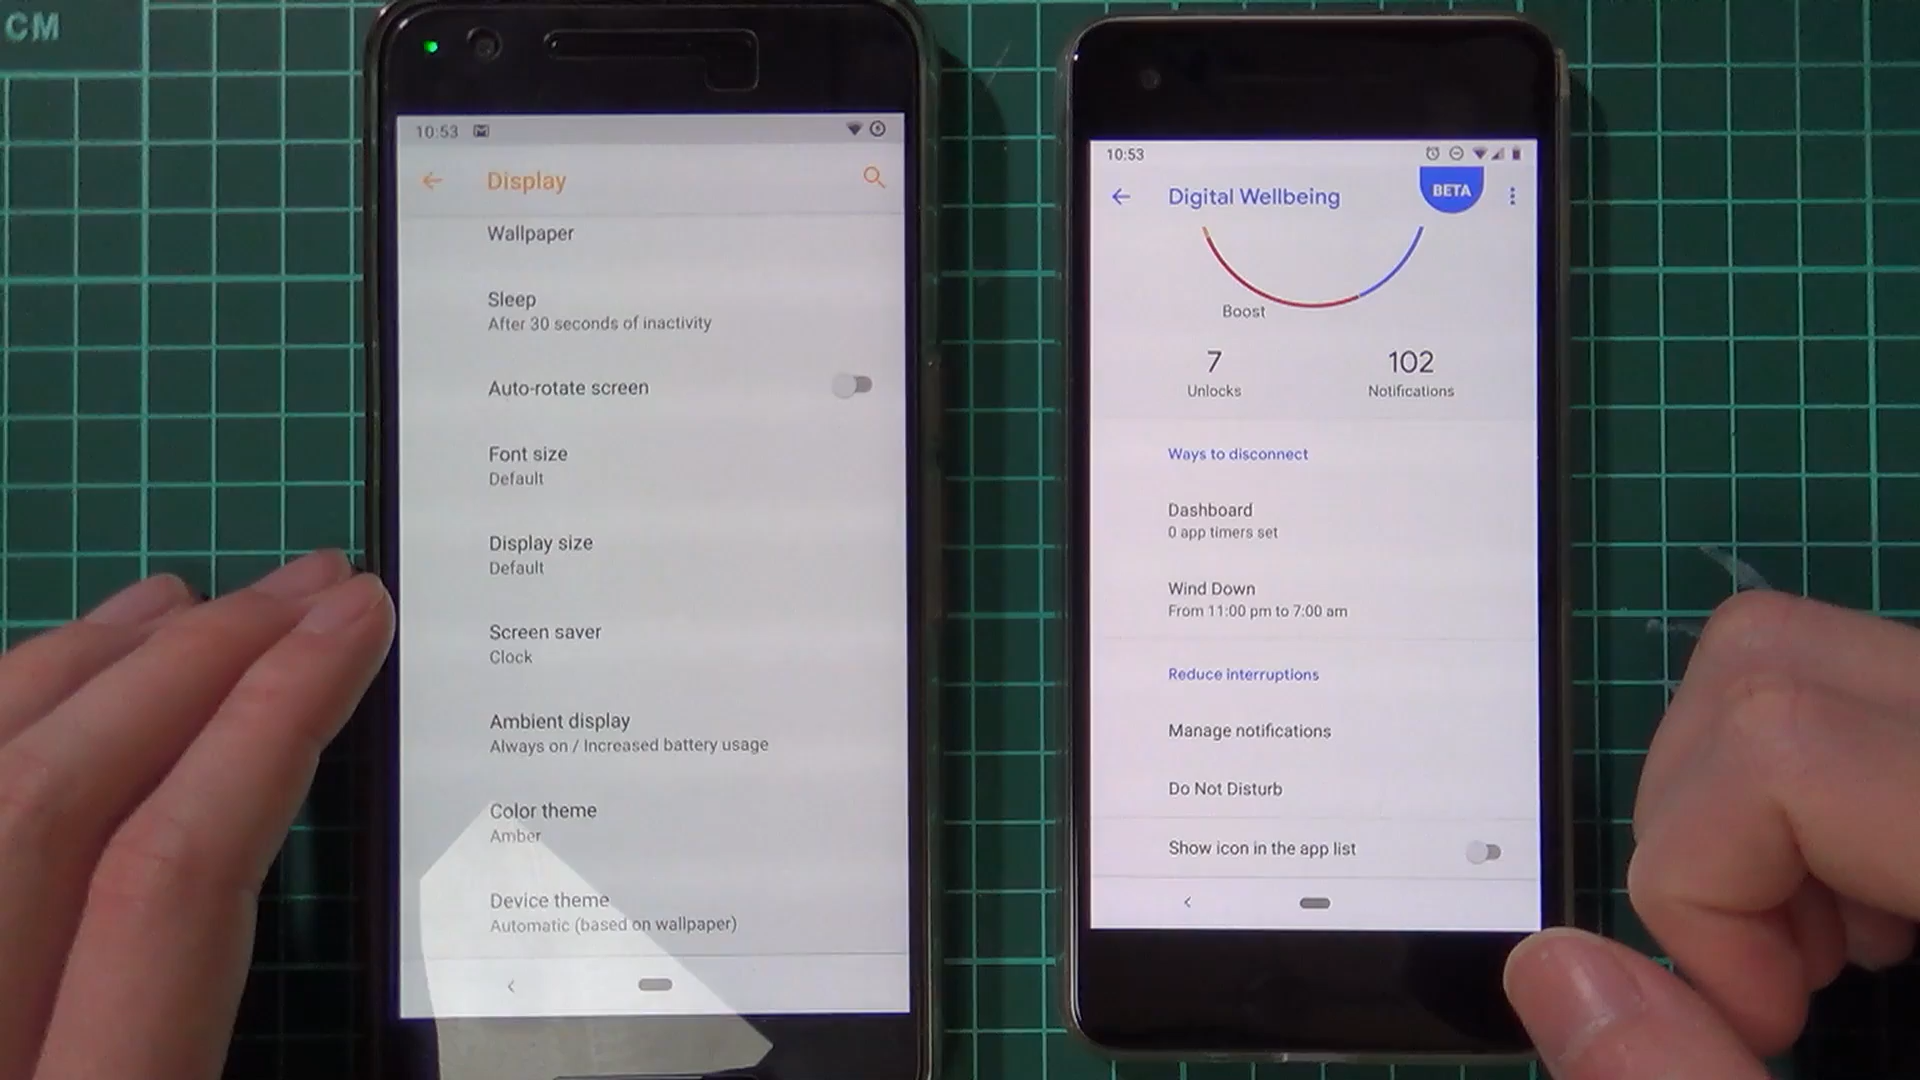 CM
10:53
Display
Wallpaper
Sleep
After 30 seconds of inactivity
Auto-rotate screen
Font size
Default
Display size
Default
Screen saver
Clock
Ambient display
Always on / Increased battery usage
Color theme
Amber
Device theme
Automatic (based on wallpaper)
10:53
Digital Wellbeing
BETA
Boost
7
102
Unlocks
Notifications
Ways to disconnect
Dashboard
0 app timers set
Wind Down
From 11:00 pm to 7:00 am
Reduce interruptions
Manage notifications
Do Not Disturb
Show icon in the app list